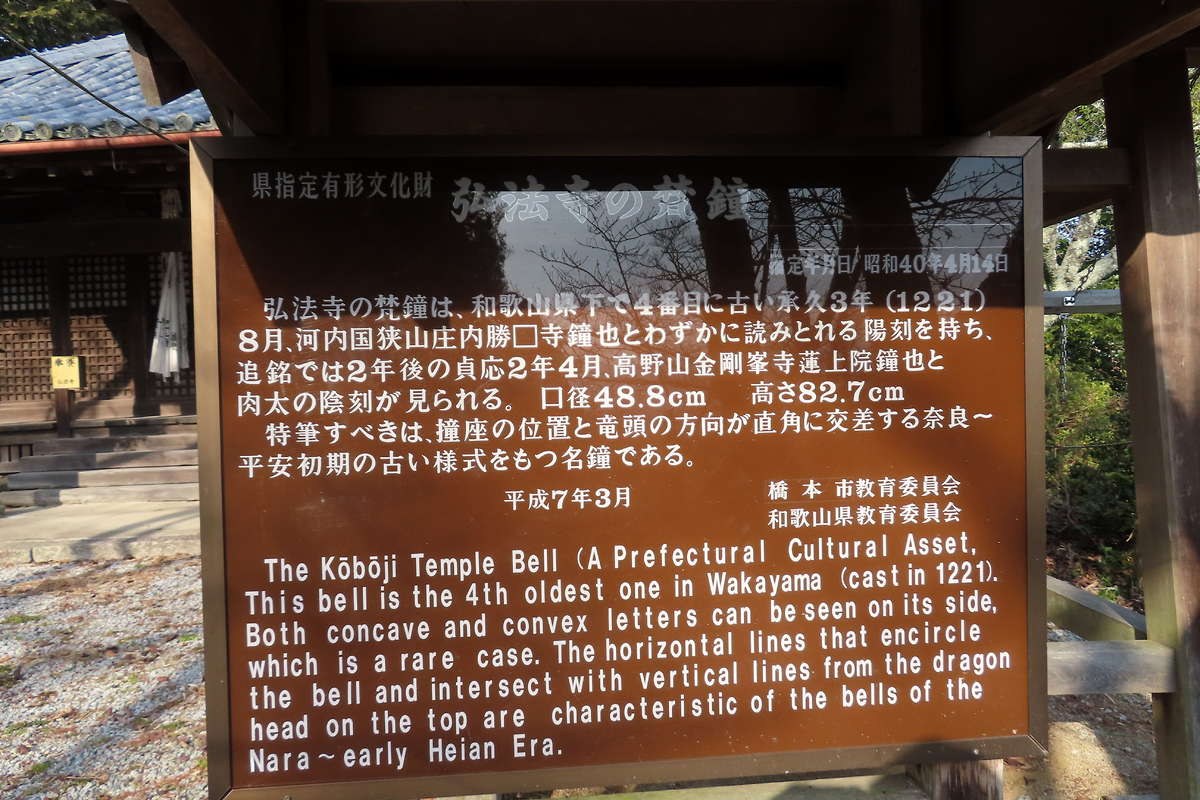 県指定有形文化財 弘法寺の梵鐘
指定年月日/昭和40年4月14日
弘法寺の梵鐘は、和歌山県下で4番目に古い承久3年(1221)
8月、河内国狭山庄内勝□寺鐘也とわずかに読みとれる陽刻を持ち、
追銘では2年後の貞応2年4月、高野山金剛峯寺蓮上院鐘也と
肉太の陰刻が見られる。 口径48.8cm 高さ82.7cm
特筆すべきは、撞座の位置と竜頭の方向が直角に交差する奈良～
平安初期の古い様式をもつ名鐘である。
平成7年3月
橋本市教育委員会
和歌山県教育委員会
The Kōbōji Temple Bell (A Prefectural Cultural Asset,
This bell is the 4th oldest one in Wakayama (cast in 1221).
Both concave and convex letters can be seen on its side,
which is a rare case. The horizontal lines that encircle
the bell and intersect with vertical lines from the dragon
head on the top are characteristic of the bells of the
Nara～early Heian Era.